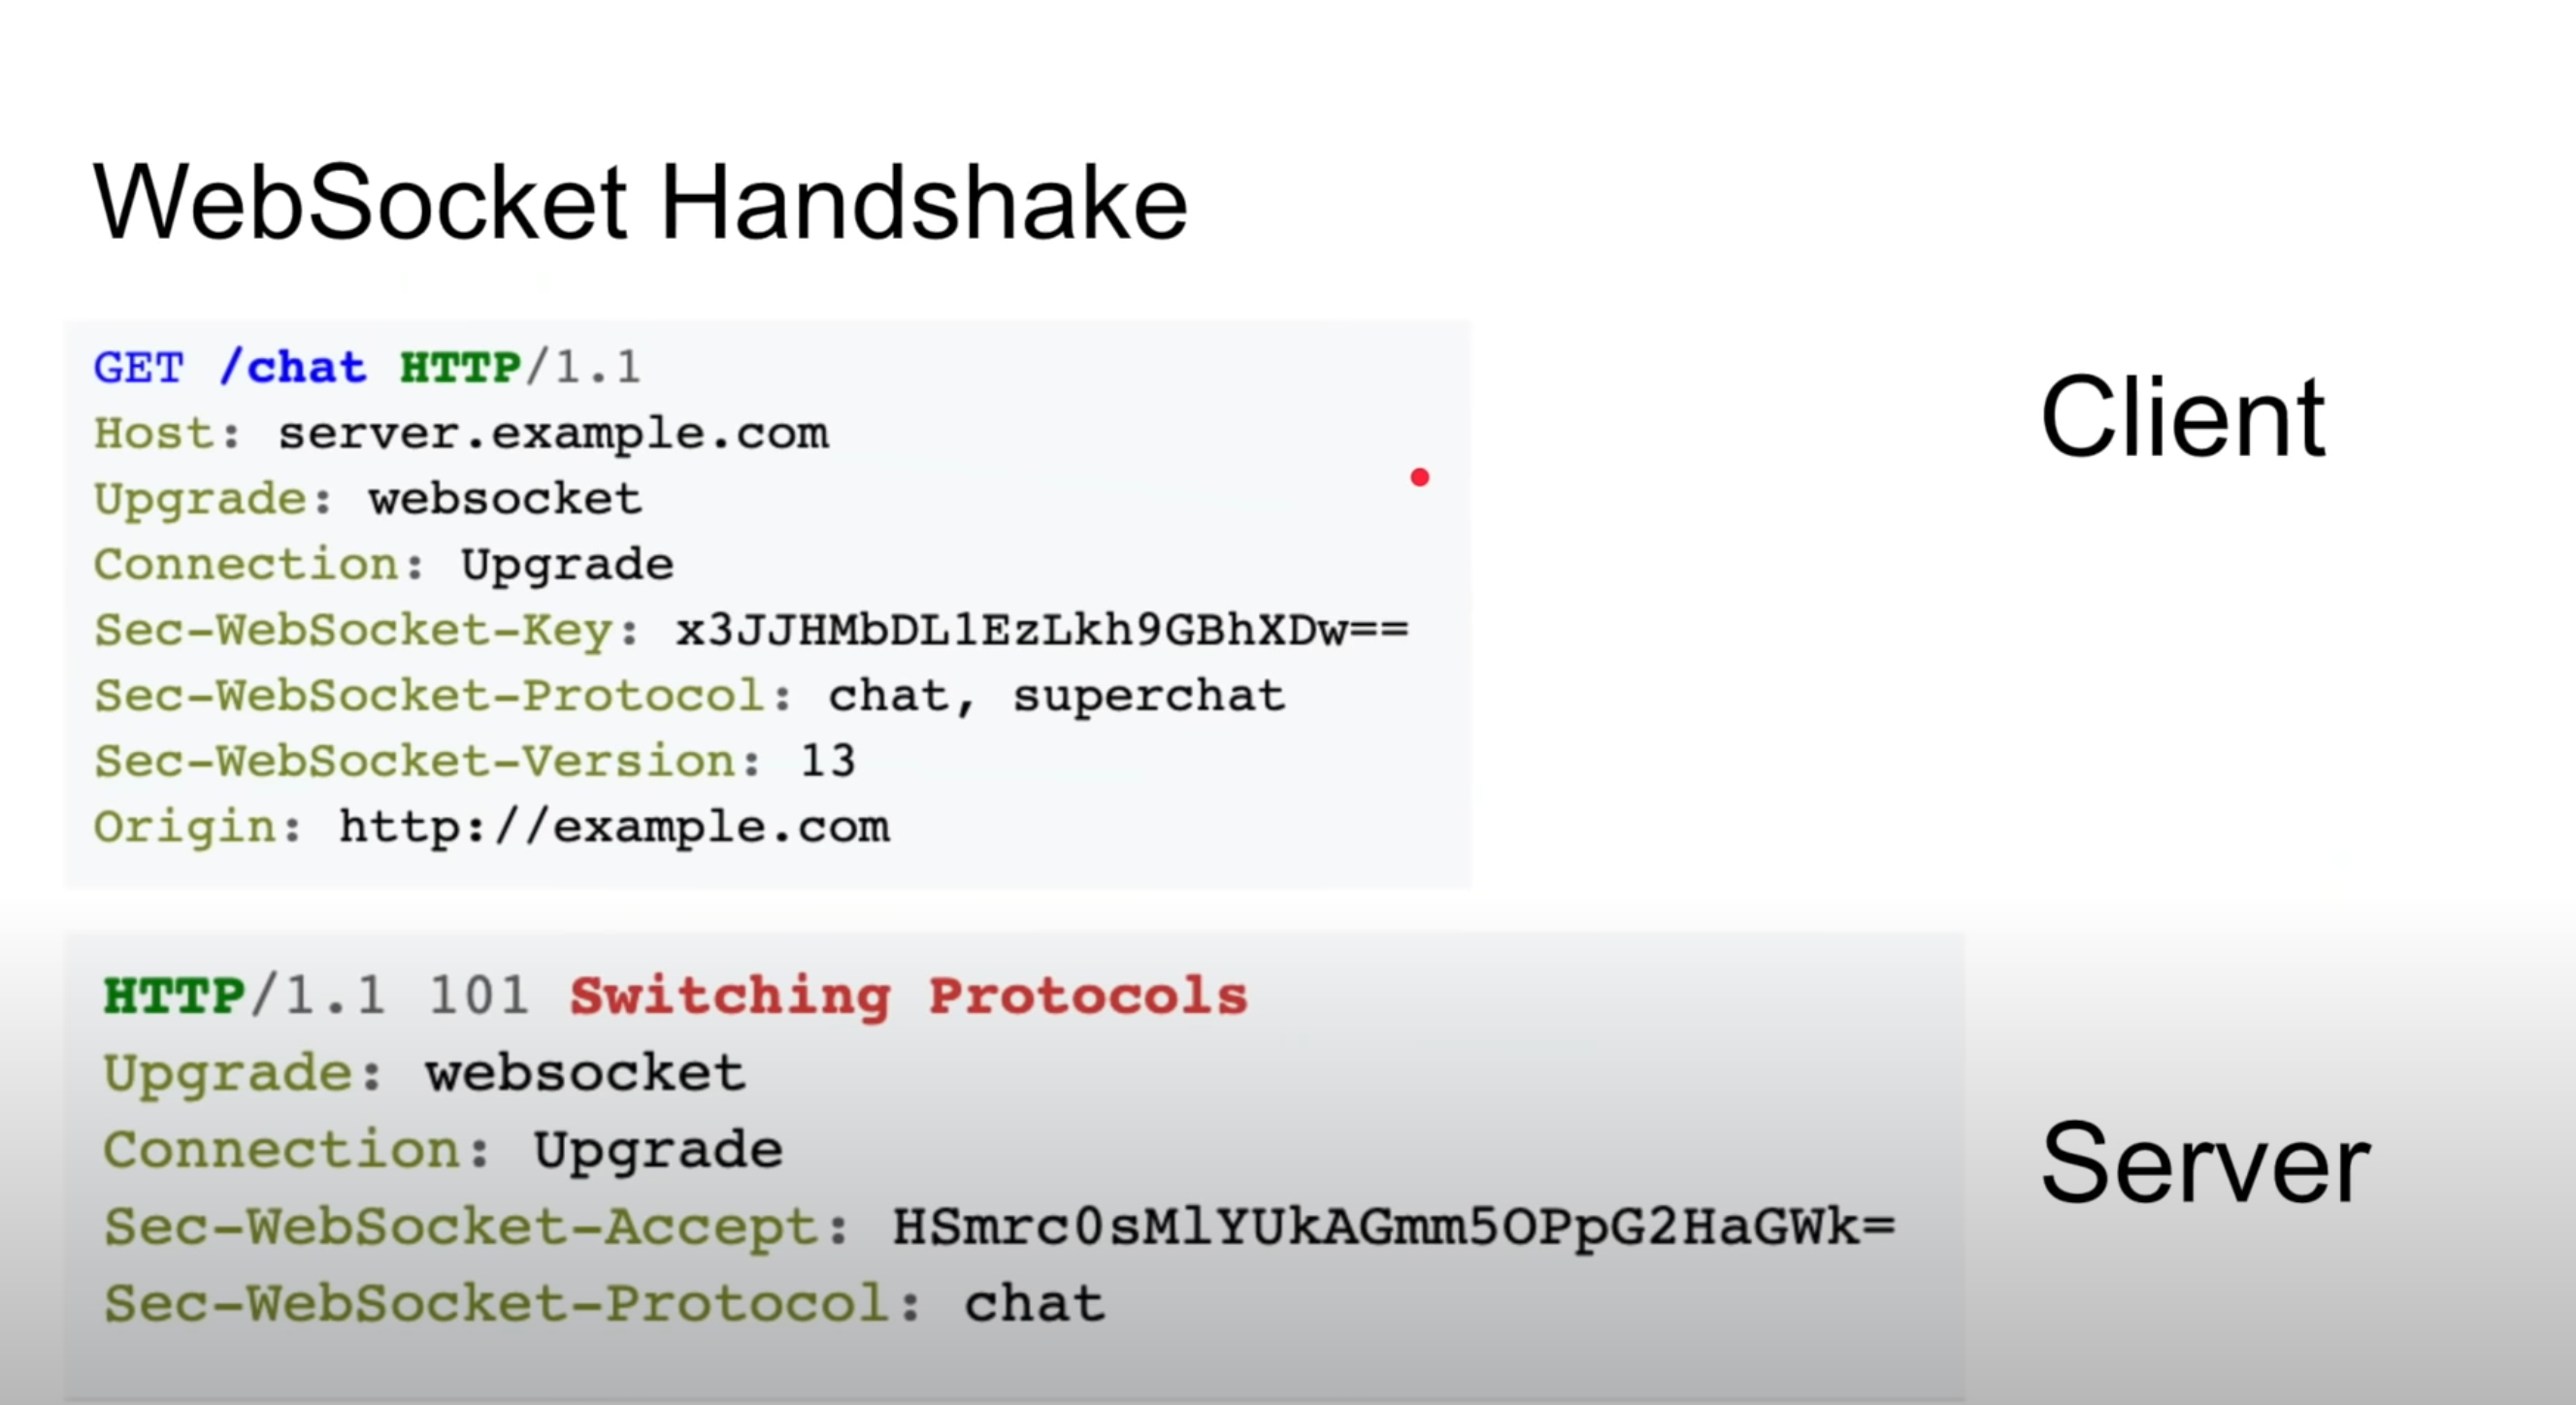 WebSocket Handshake
GET /chat HTTP/1.1
Host: server.example.com
Upgrade: websocket
Connection: Upgrade
Sec-WebSocket-Key: x3JJHMbDL1EzLkh9GBhXDw==
Sec-WebSocket-Protocol: chat, superchat
Sec-WebSocket-Version: 13
Origin: http://example.com
Client
HTTP/1.1 101 Switching Protocols
Upgrade: websocket
Connection: Upgrade
Sec-WebSocket-Accept: HSmrc0sMlYUkAGmm5OPpG2HaGWk=
Sec-WebSocket-Protocol: chat
Server